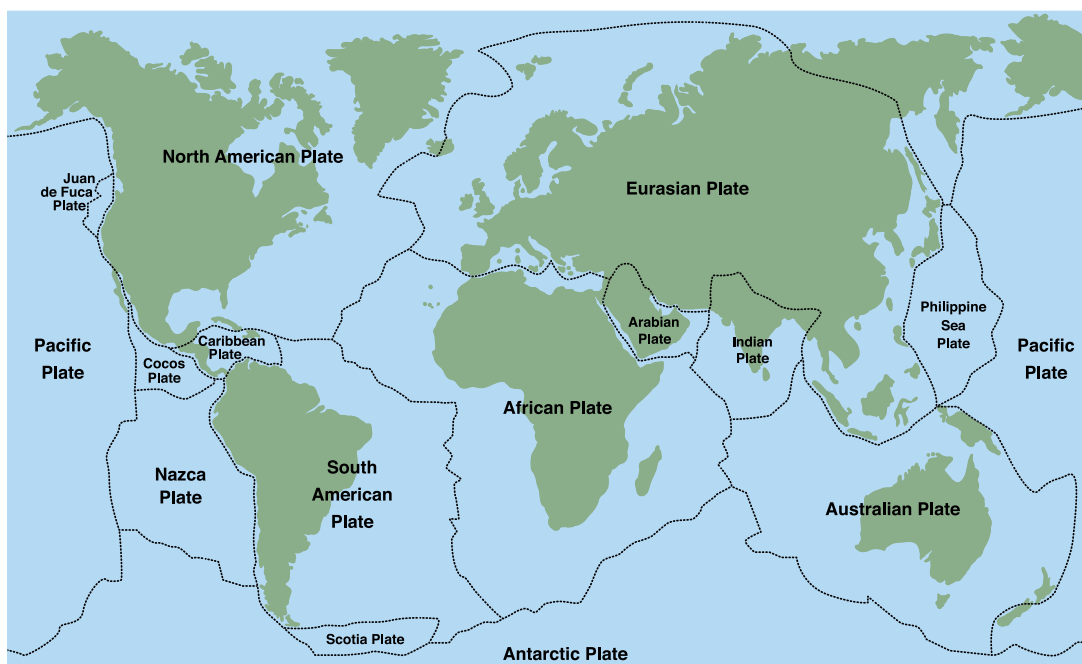 North American Plate
Juan
de Fuca
Plate
Eurasian Plate
Philippine
Sea
Plate
Arabian
Plate
Indian
Plate
Caribbean
Plate
Cocos
Plate
Pacific
Plate
Pacific
Plate
African Plate
Nazca
Plate
South
American
Plate
Australian Plate
Scotia Plate
Antarctic Plate